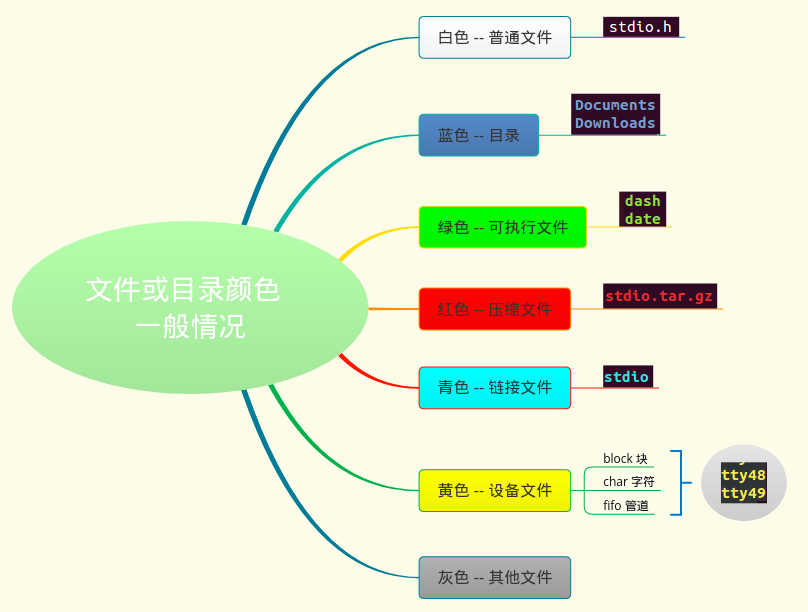 文件或目录颜色
一般情况
白色 -- 普通文件
stdio.h
蓝色 -- 目录
Documents
Downloads
绿色 -- 可执行文件
dash
date
红色 -- 压缩文件
stdio.tar.gz
青色 -- 链接文件
stdio
黄色 -- 设备文件
block 块
char 字符
fifo 管道
tty48
tty49
灰色 -- 其他文件